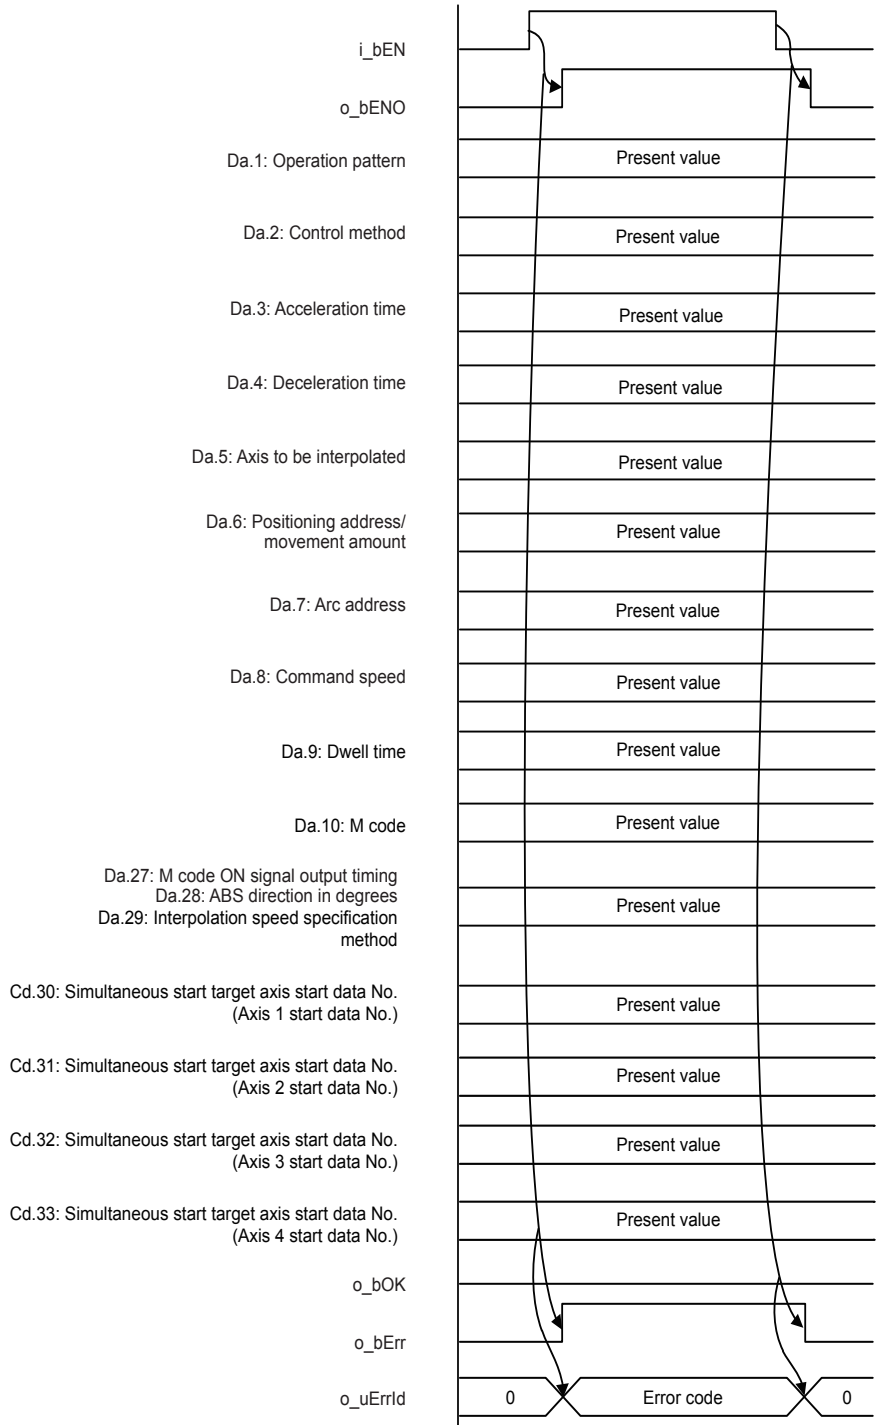 i_bEN
o_bENO
Da.1: Operation pattern
Present value
Da.2: Control method
Present value
Da.3: Acceleration time
Present value
Da.4: Deceleration time
Present value
Da.5: Axis to be interpolated
Present value
Da.6: Positioning address/
movement amount
Present value
Da.7: Arc address
Present value
Da.8: Command speed
Present value
Da.9: Dwell time
Present value
Da.10: M code
Present value
Da.27: M code ON signal output timing
Da.28: ABS direction in degrees
Da.29: Interpolation speed specification
method
Present value
Cd.30: Simultaneous start target axis start data No.
(Axis 1 start data No.)
Present value
Cd.31: Simultaneous start target axis start data No.
(Axis 2 start data No.)
Present value
Cd.32: Simultaneous start target axis start data No.
(Axis 3 start data No.)
Present value
Cd.33: Simultaneous start target axis start data No.
(Axis 4 start data No.)
Present value
o_bOK
o_bErr
o_uErrId
0 Error code 0